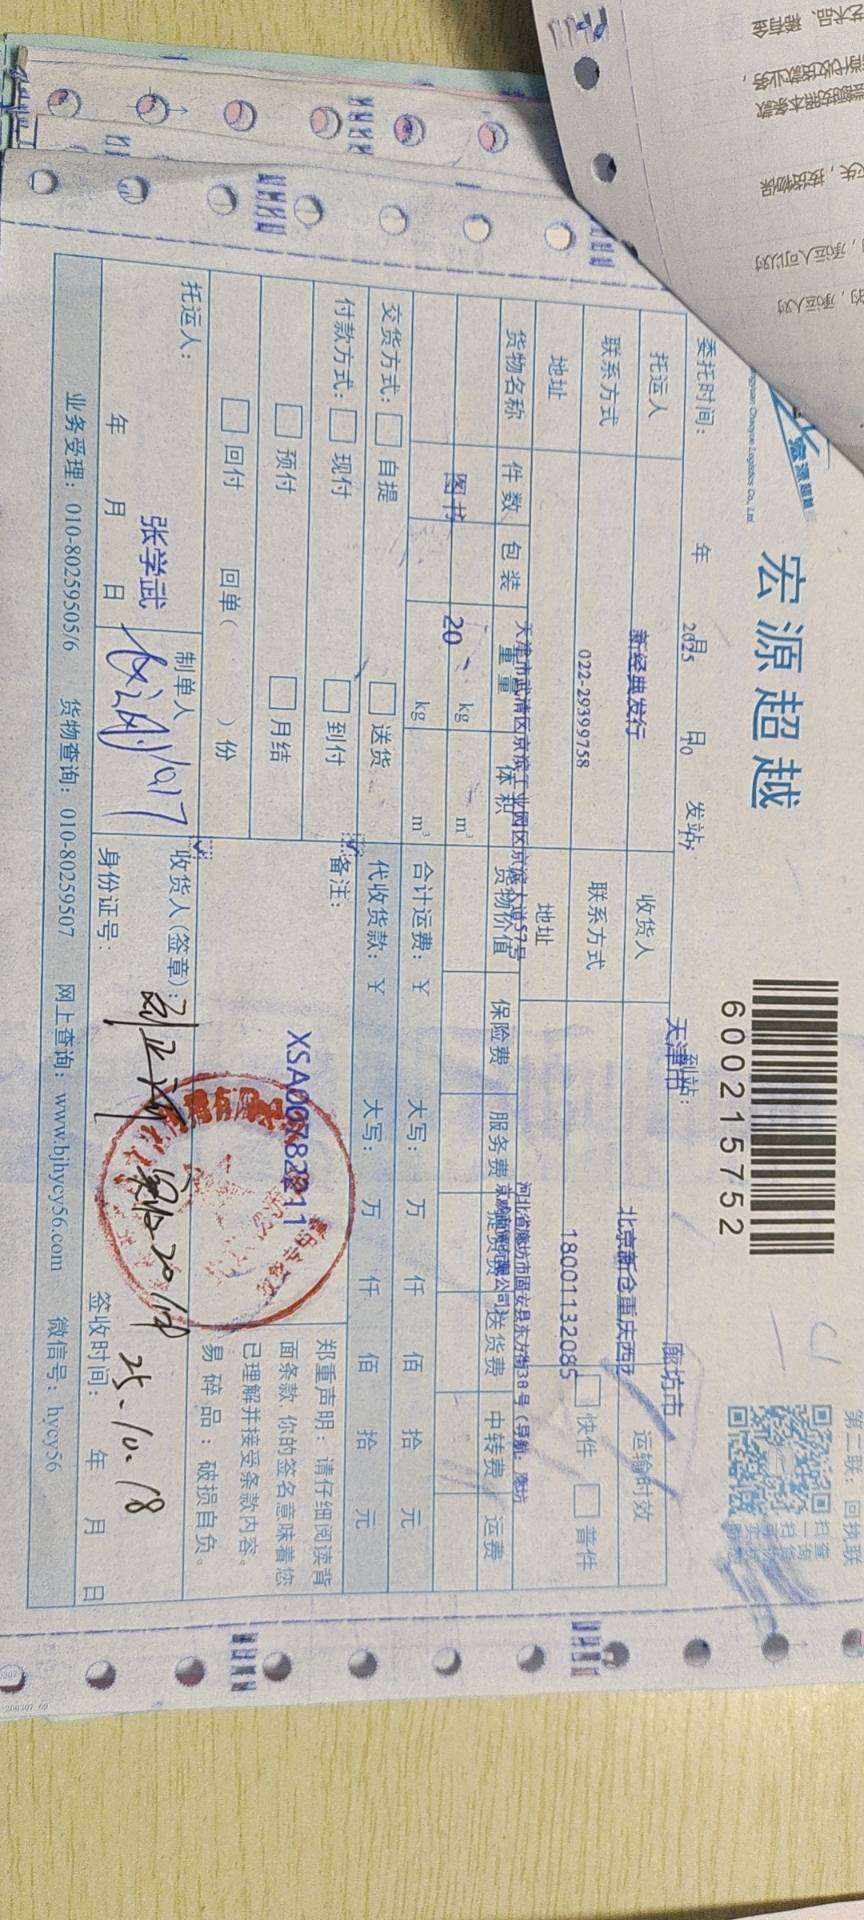 宏源超越
宏源超越
第二联：回执联
600215752
委托时间：
年
月
日
2025
10
发站：
天津市
到站：
廊坊市
托运人
新经典发行
收货人
北京新仓重庆西
运输时效
联系方式
022-29399758
联系方式
18001132085
快件
普件
地址
天津市武清区京滨工业园区京滨大道57号
地址
河北省廊坊市固安县东方街38号（导航：廊坊
货物名称
件数
包装
重量
体积
货物价值
保险费
服务费
提货费
送货费
中转费
运费
图书
20
kg
m³
kg
m³
合计运费：￥
大写：
万
仟
佰
拾
元
交货方式：
自提
送货
代收货款：￥
大写：
万
仟
佰
拾
元
付款方式：
现付
到付
备注：
预付
月结
XSA00782211
回付
回单（
）份
郑重声明：请仔细阅读背
面条款，你的签名意味着您
已理解并接受条款内容。
易碎品：破损自负。
托运人：
张学武
制单人
收货人(签章)：
年
月
日
身份证号：
签收时间：
25.10.18
年
月
日
业务受理：010-80259505/6
货物查询：010-80259507
网上查询：www.bjhycy56.com
微信号：hycy56